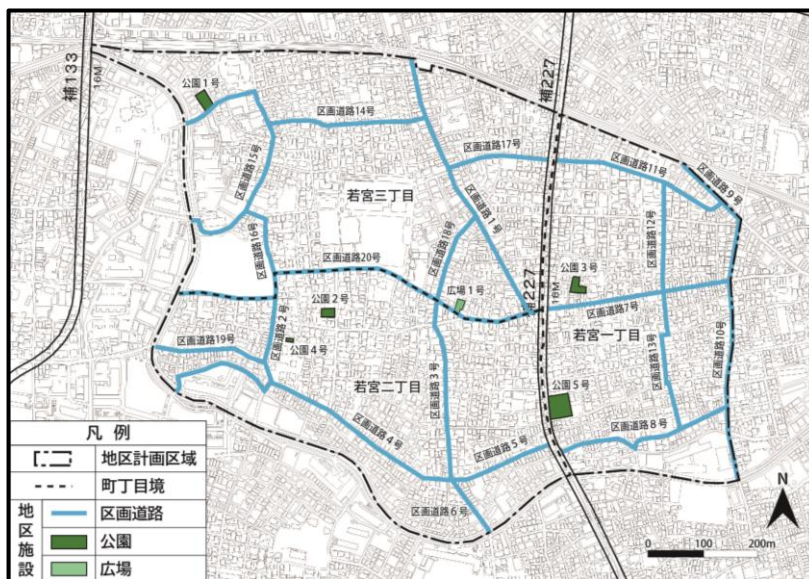 補133
16M
公園1号
区画道路14号
区画道路15号
区画道路16号
若宮三丁目
区画道路20号
区画道路1号
区画道路18号
広場1号
区画道路17号
補227
区画道路11号
区画道路9号
区画道路12号
公園3号
227
18M
区画道路7号
若宮一丁目
区画道路13号
区画道路10号
公園2号
公園4号
区画道路2号
区画道路19号
若宮二丁目
区画道路3号
区画道路4号
公園5号
区画道路5号
区画道路8号
区画道路6号
凡例
地区計画区域
町丁目境
地区施設
区画道路
公園
広場
N
0 100 200m